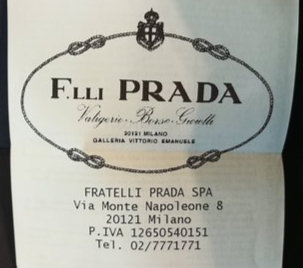 F.LLI PRADA
Valigerie · Borse · Gioielli
20121 MILANO
GALLERIA VITTORIO EMANUELE
FRATELLI PRADA SPA
Via Monte Napoleone 8
20121 Milano
P.IVA 12650540151
Tel. 02/7771771